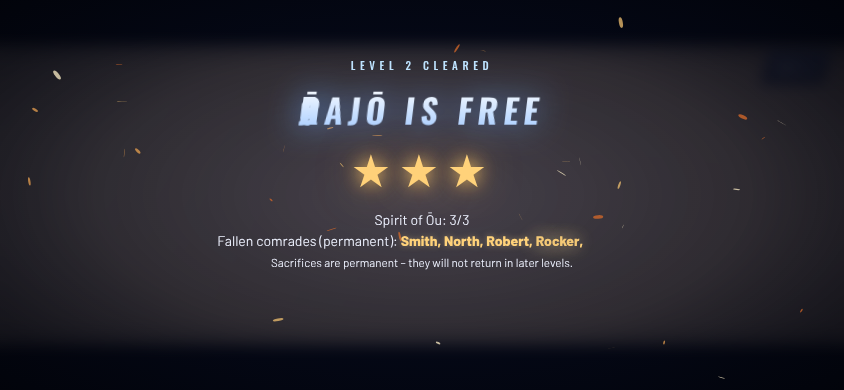 LEVEL 2 CLEARED
AJŌ IS FREE
Spirit of Ōu: 3/3
Fallen comrades (permanent): Smith, North, Robert, Rocker,
Sacrifices are permanent – they will not return in later levels.